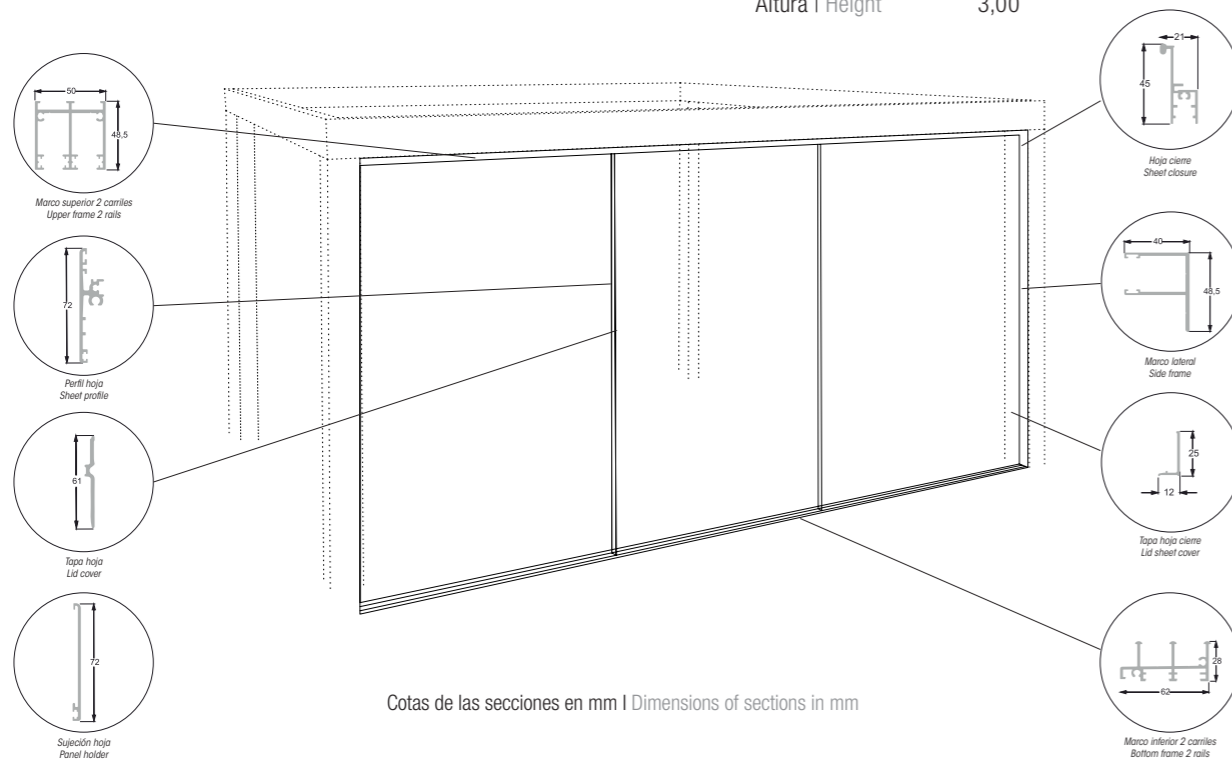 Altura | Height 3,00
50
48,5
Marco superior 2 carriles
Upper frame 2 rails
72
Perfil hoja
Sheet profile
61
Tapa hoja
Lid cover
72
Sujeción hoja
Panel holder
21
45
Hoja cierre
Sheet closure
40
48,5
Marco lateral
Side frame
25
12
Tapa hoja cierre
Lid sheet cover
28
62
Marco inferior 2 carriles
Bottom frame 2 rails
Cotas de las secciones en mm | Dimensions of sections in mm